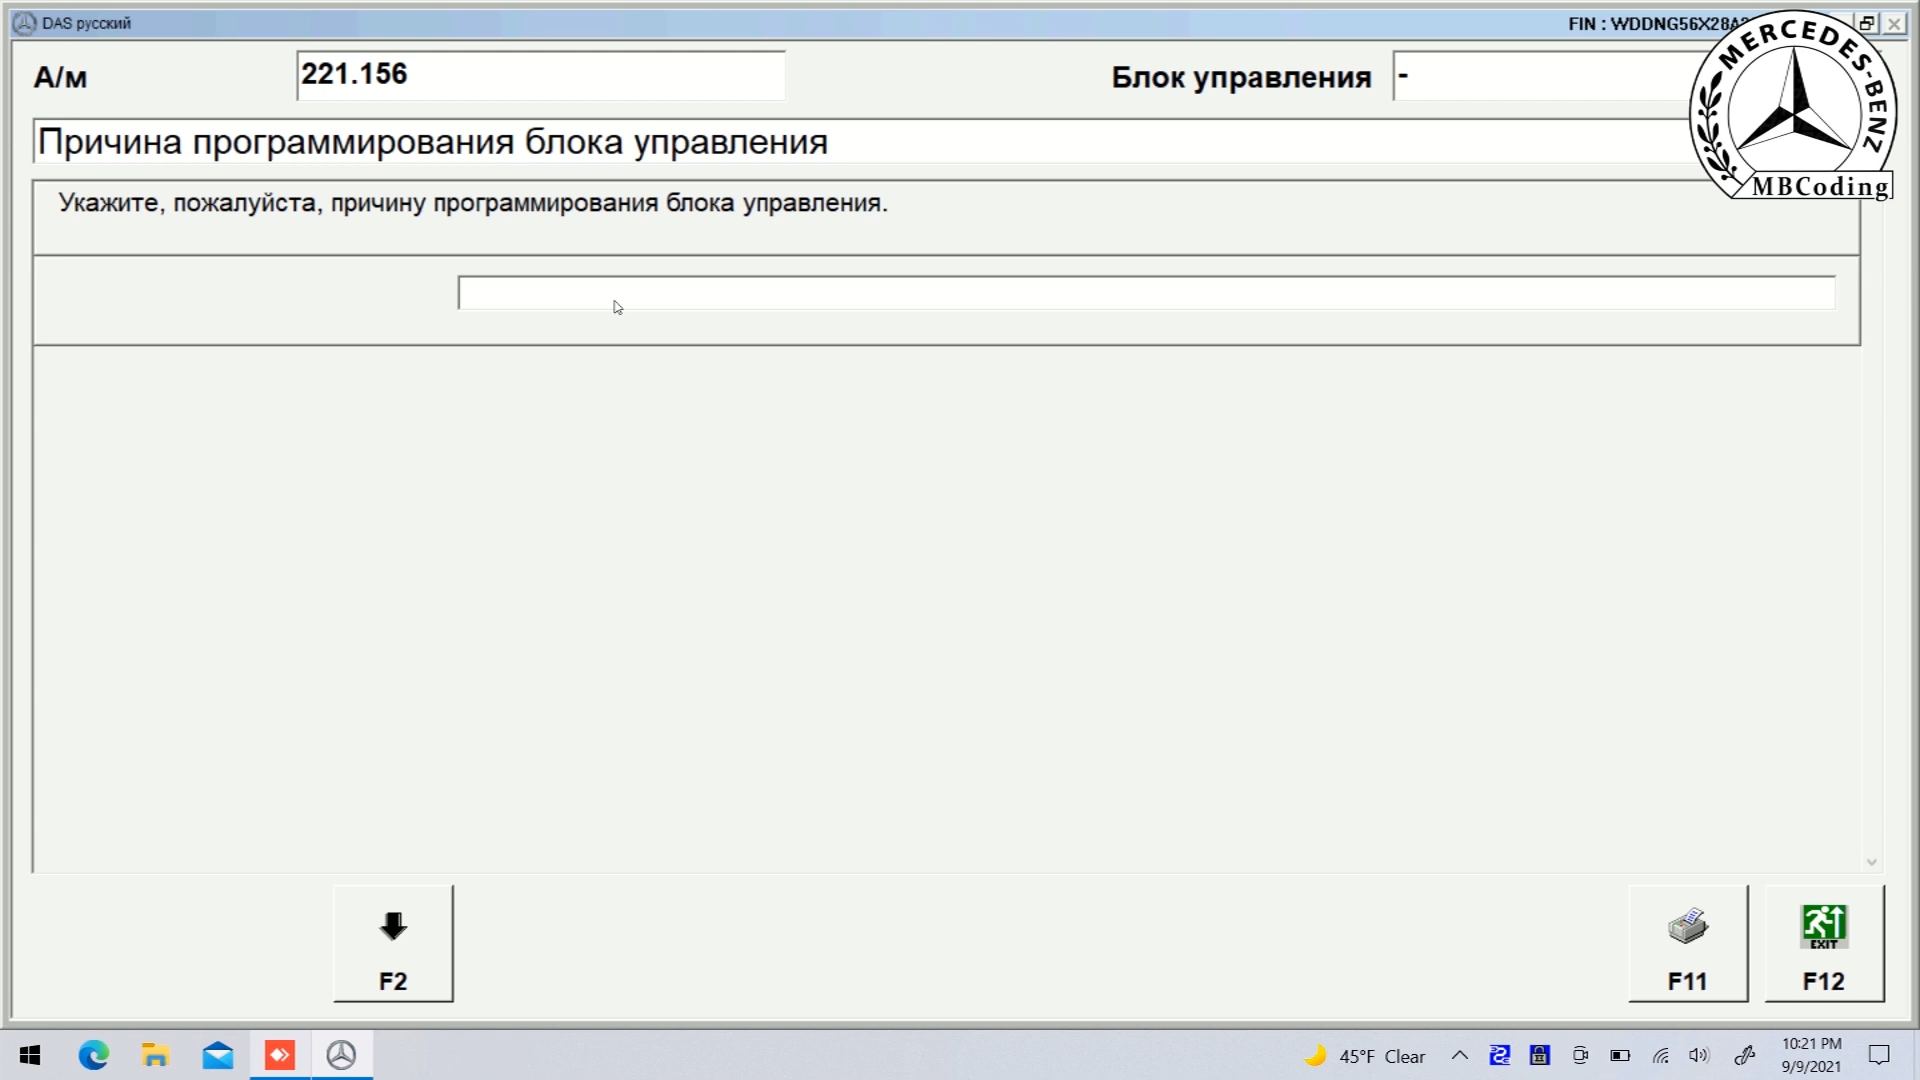 DAS русский
FIN : WDDNG56X28A
А/м
221.156
Блок управления
-
MERCEDES-BENZ
MBCoding
Причина программирования блока управления
Укажите, пожалуйста, причину программирования блока управления.
F2
F11
EXIT
F12
45°F Clear
10:21 PM
9/9/2021